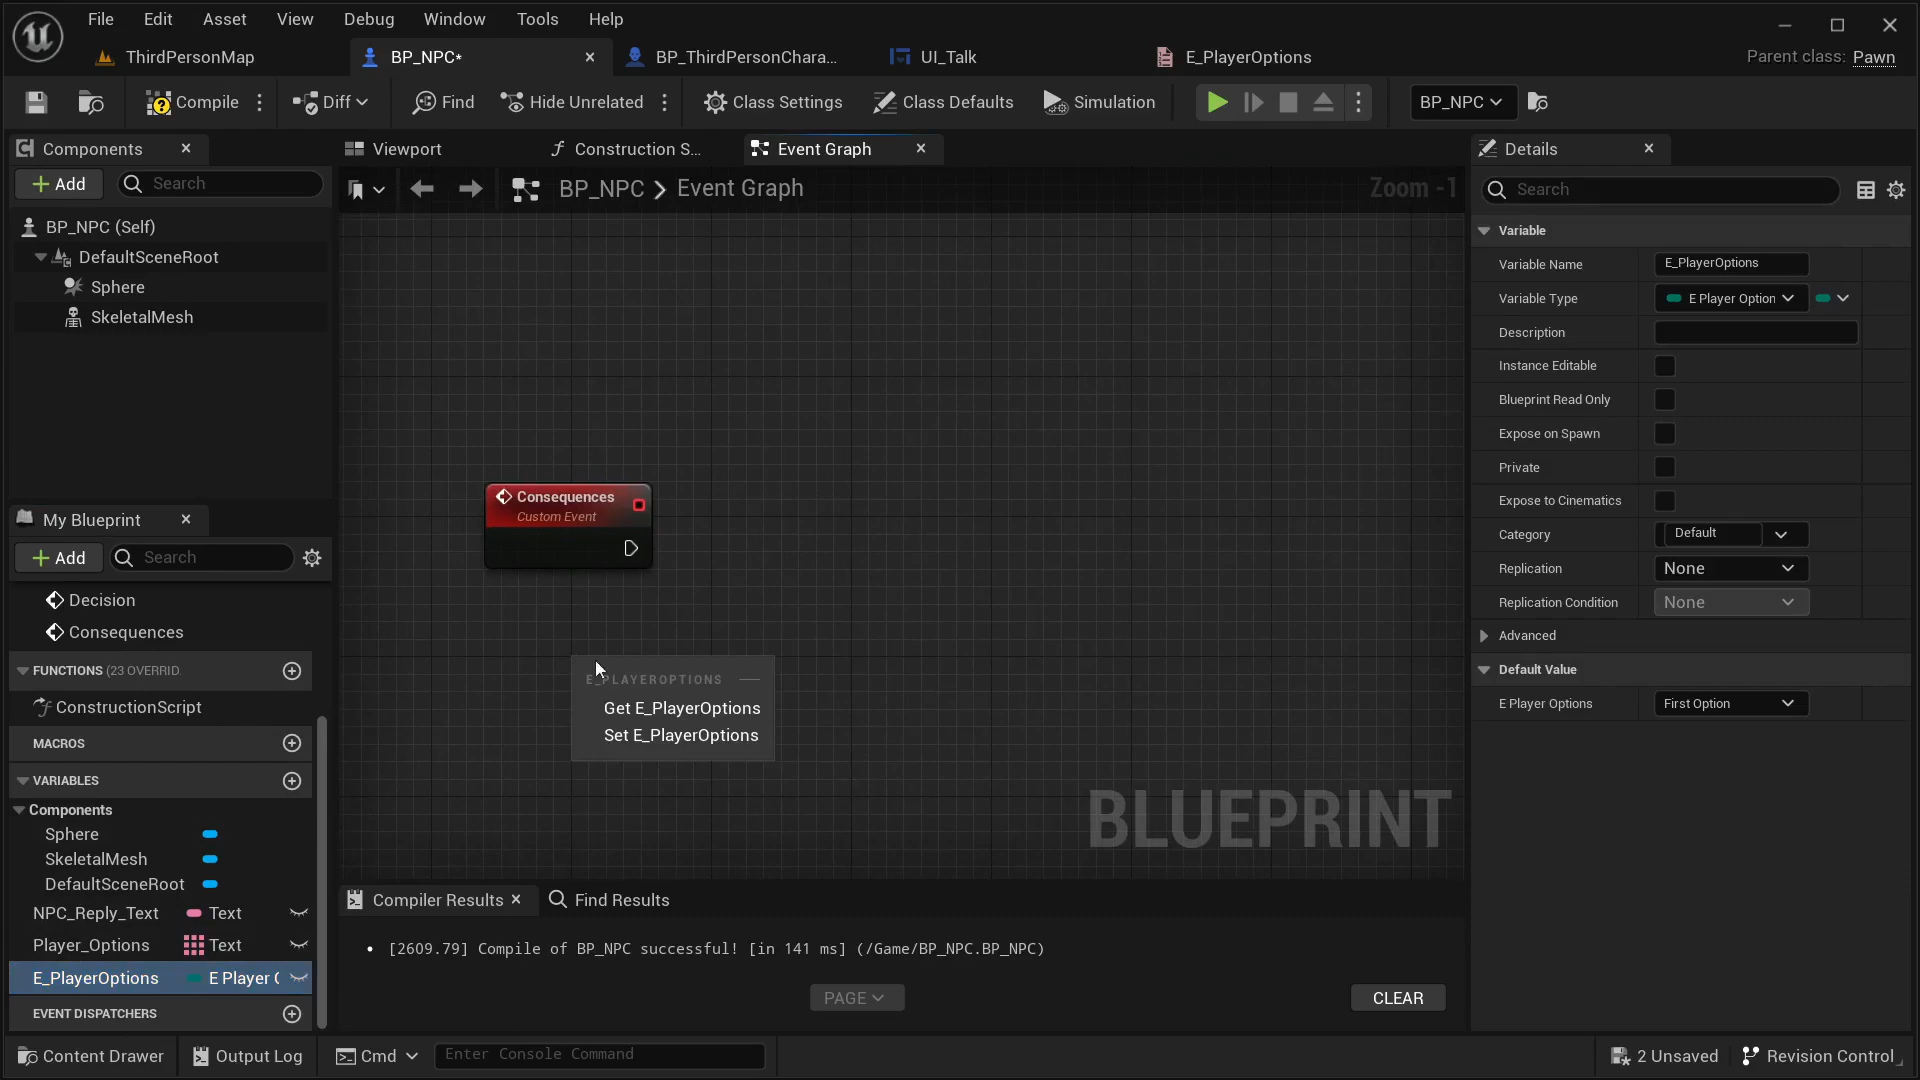 File Edit Asset View Debug Window Tools Help
ThirdPersonMap
BP_NPC*
BP_ThirdPersonChara...
UI_Talk
E_PlayerOptions
Parent class: Pawn
Compile
Diff
Find
Hide Unrelated
Class Settings
Class Defaults
Simulation
BP_NPC
Components
Add
Search
BP_NPC (Self)
DefaultSceneRoot
Sphere
SkeletalMesh
My Blueprint
Add
Search
Decision
Consequences
FUNCTIONS (23 OVERRID
ConstructionScript
MACROS
VARIABLES
Components
Sphere
SkeletalMesh
DefaultSceneRoot
NPC_Reply_Text Text
Player_Options Text
E_PlayerOptions E Player
EVENT DISPATCHERS
Viewport
Construction S...
Event Graph
BP_NPC > Event Graph
Zoom -1
Consequences
Custom Event
E_PLAYEROPTIONS
Get E_PlayerOptions
Set E_PlayerOptions
BLUEPRINT
Compiler Results
Find Results
• [2609.79] Compile of BP_NPC successful! [in 141 ms] (/Game/BP_NPC.BP_NPC)
PAGE
CLEAR
Details
Search
Variable
Variable Name E_PlayerOptions
Variable Type E Player Option
Description
Instance Editable
Blueprint Read Only
Expose on Spawn
Private
Expose to Cinematics
Category Default
Replication None
Replication Condition None
Advanced
Default Value
E Player Options First Option
Content Drawer
Output Log
Cmd
Enter Console Command
2 Unsaved
Revision Control